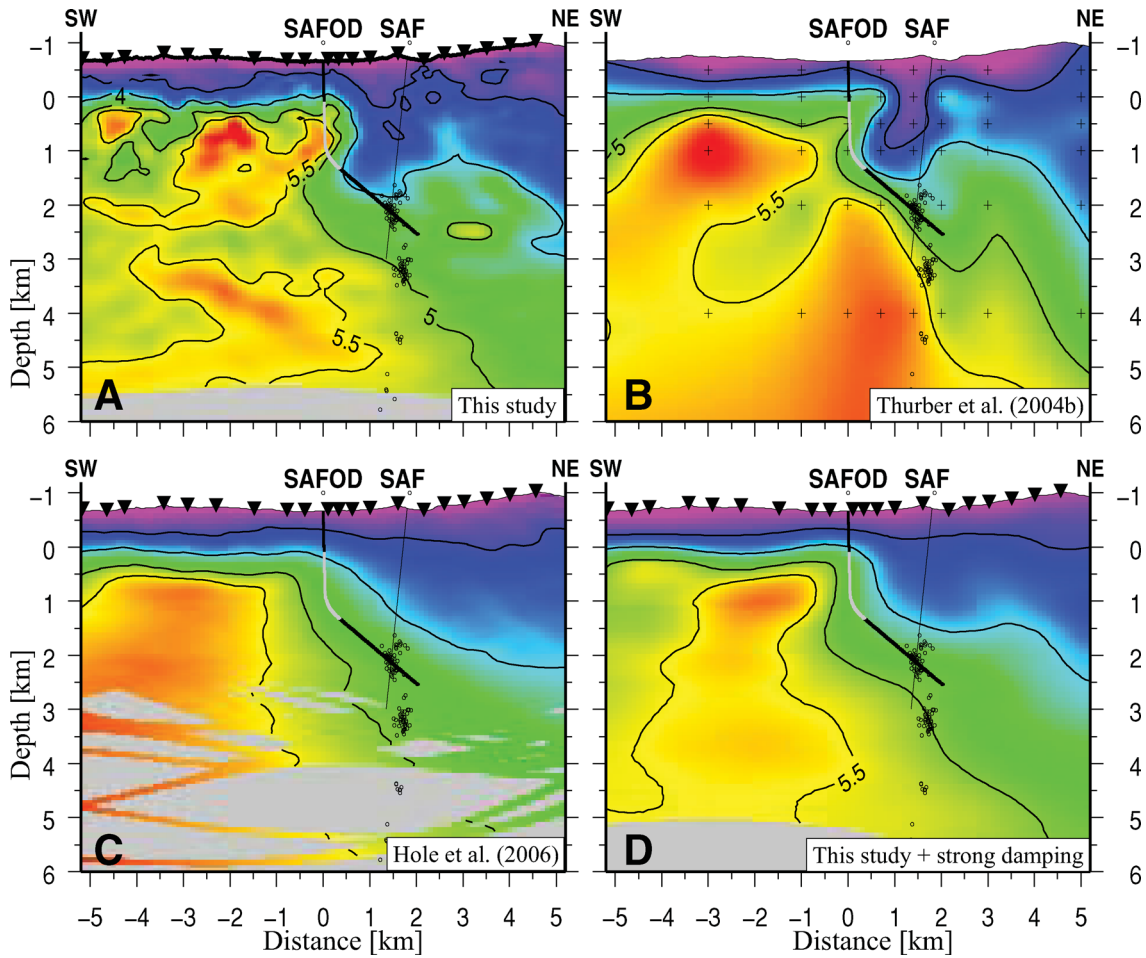 SW SAFOD SAF NE SW SAFOD SAF NE
−1 0 1 2 3 4 5 6
Depth [km]
4
5.5
5.5
5
A
This study
5
5.5
B
Thurber et al. (2004b)
−1 0 1 2 3 4 5 6
SW SAFOD SAF NE SW SAFOD SAF NE
−1 0 1 2 3 4 5 6
Depth [km]
C
Hole et al. (2006)
5.5
D
This study + strong damping
−1 0 1 2 3 4 5 6
−5 −4 −3 −2 −1 0 1 2 3 4 5
Distance [km]
−5 −4 −3 −2 −1 0 1 2 3 4 5
Distance [km]